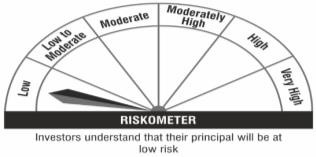 Low
Low to
Moderate
Moderate
Moderately
High
High
Very High
RISKOMETER
Investors understand that their principal will be at
low risk